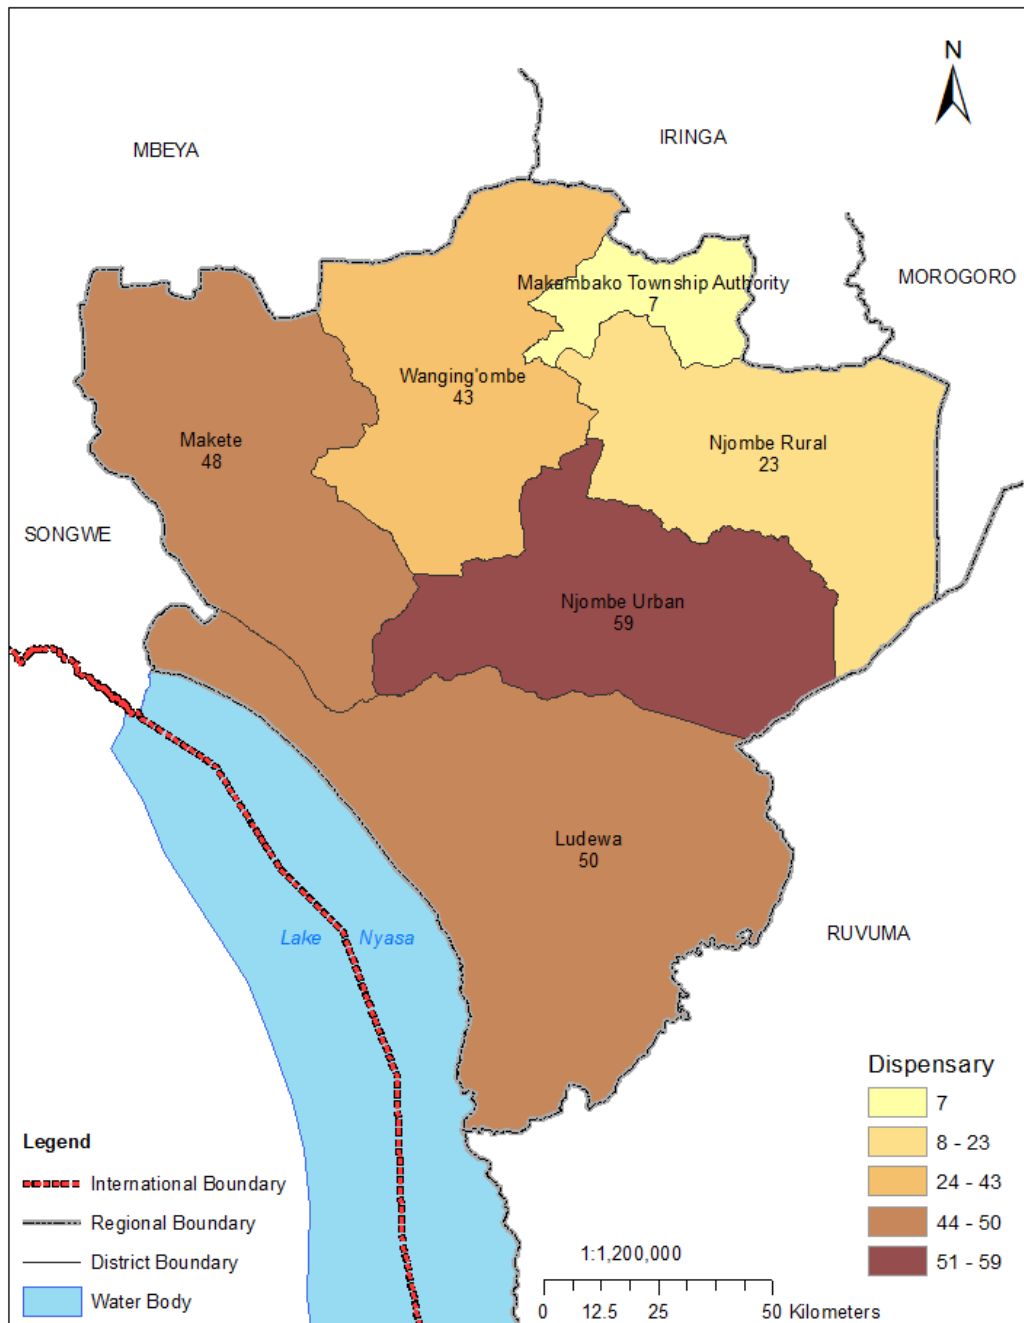 N
IRINGA
MBEYA
MOROGORO
Makambako Township Authority
7
Wanging'ombe
43
Makete
48
Njombe Rural
23
SONGWE
Njombe Urban
59
Ludewa
50
Lake Nyasa
RUVUMA
Dispensary
7
8 - 23
24 - 43
44 - 50
51 - 59
Legend
International Boundary
Regional Boundary
District Boundary
Water Body
1:1,200,000
0 12.5 25 50 Kilometers